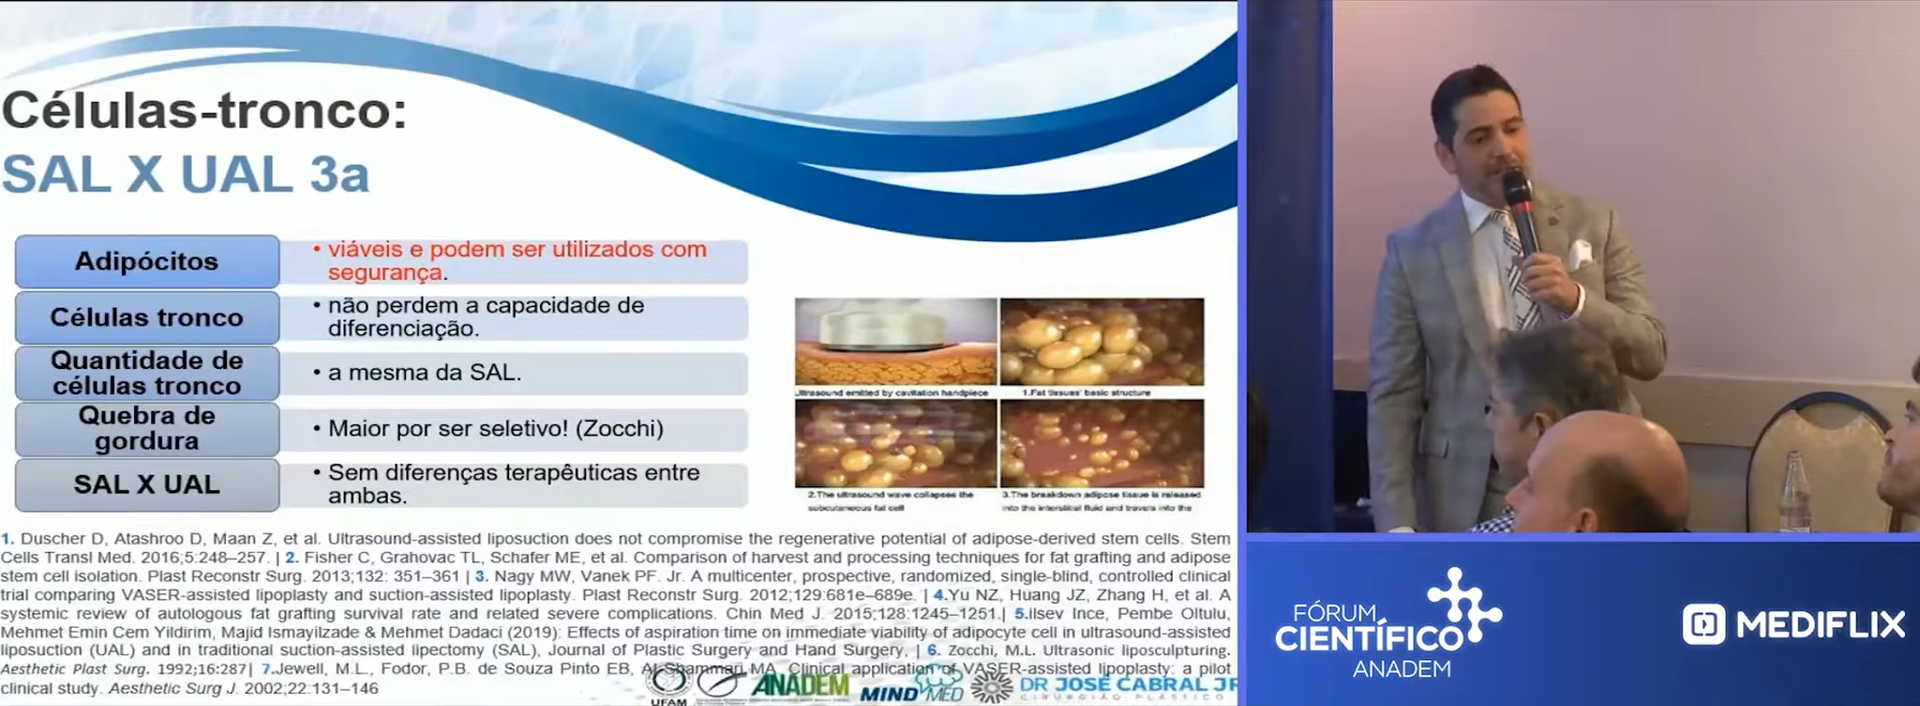 Células-tronco:
SAL X UAL 3a
Adipócitos
• viáveis e podem ser utilizados com
segurança.
Células tronco
• não perdem a capacidade de
diferenciação.
Quantidade de
células tronco
• a mesma da SAL.
Quebra de
gordura
• Maior por ser seletivo! (Zocchi)
SAL X UAL
• Sem diferenças terapêuticas entre
ambas.
Ultrasound emitted by cavitation handpiece
1.Fat tissues' basic structure
2.The ultrasound wave collapses the
subcutaneous fat cell
3.The breakdown adipose tissue is released
into the interstitial fluid and travels into the
1. Duscher D, Atashroo D, Maan Z, et al. Ultrasound-assisted liposuction does not compromise the regenerative potential of adipose-derived stem cells. Stem
Cells Transl Med. 2016;5:248–257. | 2. Fisher C, Grahovac TL, Schafer ME, et al. Comparison of harvest and processing techniques for fat grafting and adipose
stem cell isolation. Plast Reconstr Surg. 2013;132: 351–361 | 3. Nagy MW, Vanek PF. Jr. A multicenter, prospective, randomized, single-blind, controlled clinical
trial comparing VASER-assisted lipoplasty and suction-assisted lipoplasty. Plast Reconstr Surg. 2012;129:681e–689e. | 4.Yu NZ, Huang JZ, Zhang H, et al. A
systemic review of autologous fat grafting survival rate and related severe complications. Chin Med J. 2015;128:1245–1251.| 5.Ilsev Ince, Pembe Oltulu,
Mehmet Emin Cem Yildirim, Majid Ismayilzade & Mehmet Dadaci (2019): Effects of aspiration time on immediate viability of adipocyte cell in ultrasound-assisted
liposuction (UAL) and in traditional suction-assisted lipectomy (SAL), Journal of Plastic Surgery and Hand Surgery, | 6. Zocchi, M.L. Ultrasonic liposculpturing.
Aesthetic Plast Surg. 1992;16:287| 7.Jewell, M.L., Fodor, P.B. de Souza Pinto EB, Al Shammari MA. Clinical application of VASER-assisted lipoplasty: a pilot
clinical study. Aesthetic Surg J. 2002;22:131–146
UFAM
ANADEM
MINDMED
DR JOSÉ CABRAL JR
CIRURGIÃO PLÁSTICO
FÓRUM
CIENTÍFICO
ANADEM
MEDIFLIX